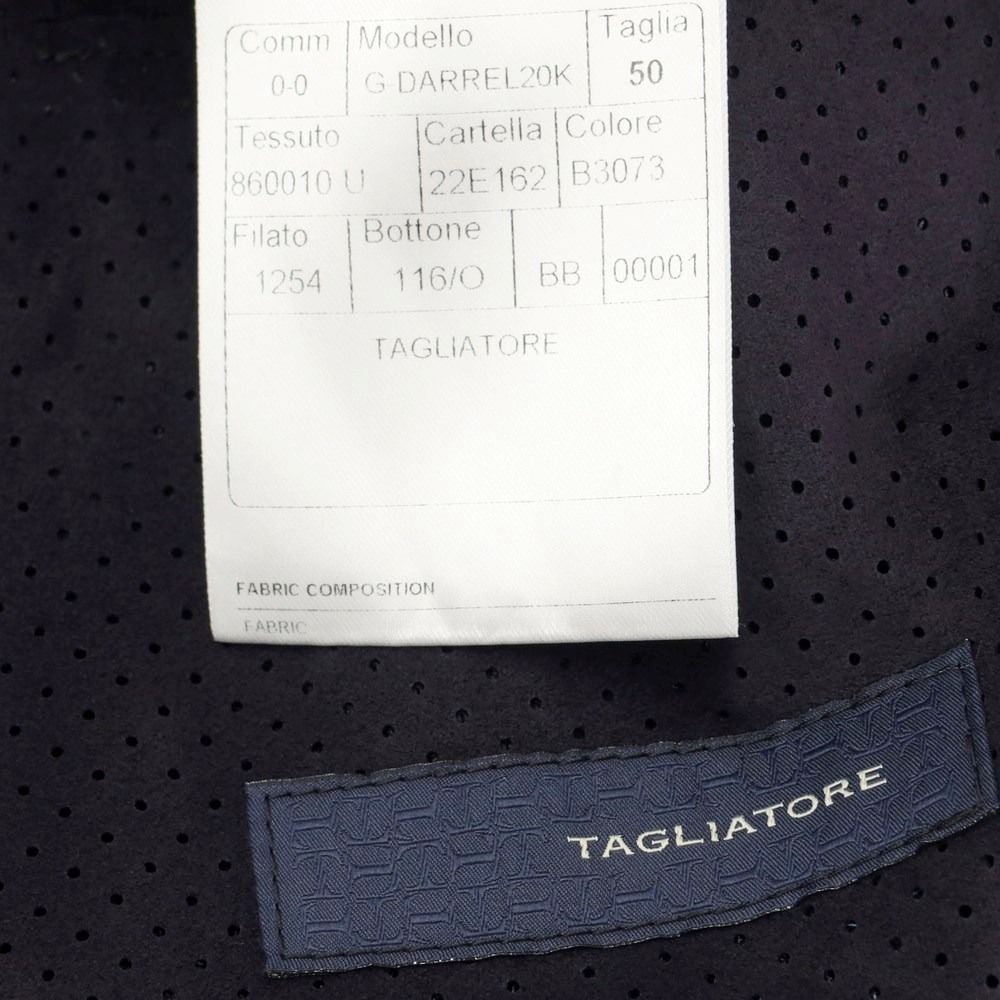 Comm Modello Taglia
0-0 G DARREL20K 50
Tessuto Cartella Colore
860010 U 22E162 B3073
Filato Bottone
1254 116/O BB 00001
TAGLIATORE
FABRIC COMPOSITION
FABRIC
TAGLIATORE